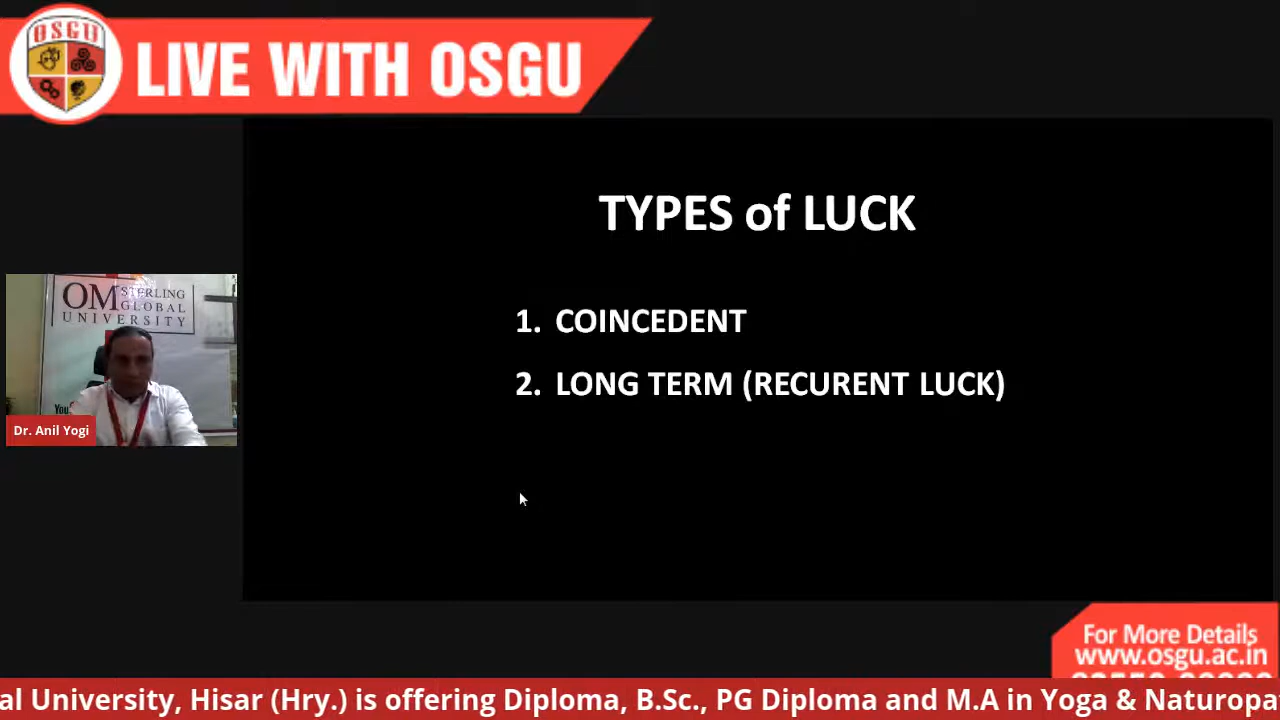 OSGU
LIVE WITH OSGU
TYPES of LUCK
1. COINCEDENT
2. LONG TERM (RECURENT LUCK)
OM STERLING
GLOBAL
UNIVERSITY
You
Dr. Anil Yogi
For More Details
www.osgu.ac.in
al University, Hisar (Hry.) is offering Diploma, B.Sc., PG Diploma and M.A in Yoga & Naturopa